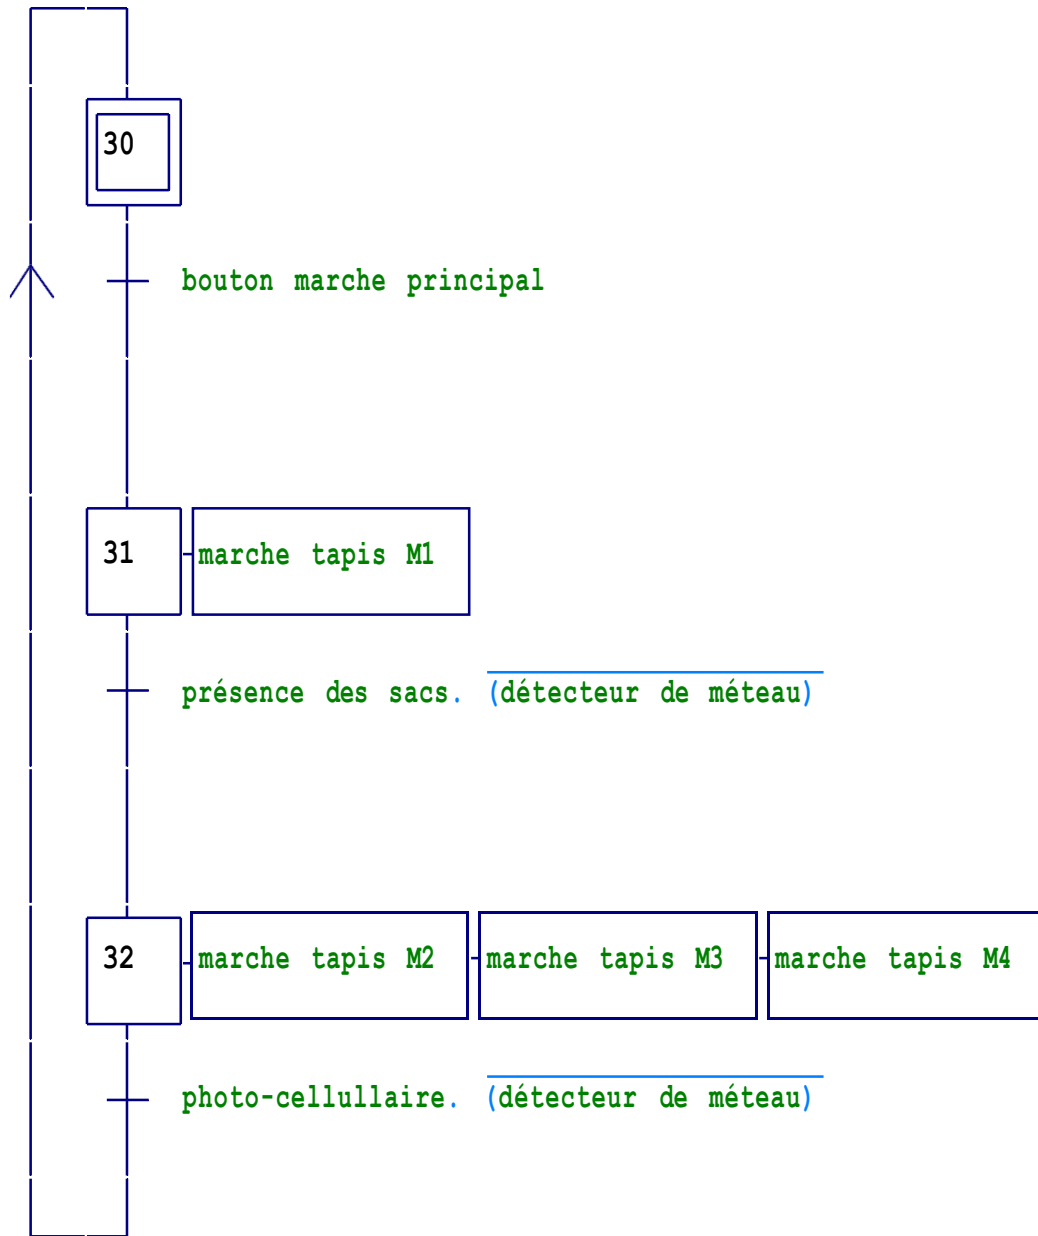 30
bouton marche principal
31 marche tapis M1
présence des sacs. (détecteur de méteau)
32 marche tapis M2 marche tapis M3 marche tapis M4
photo-cellullaire. (détecteur de méteau)